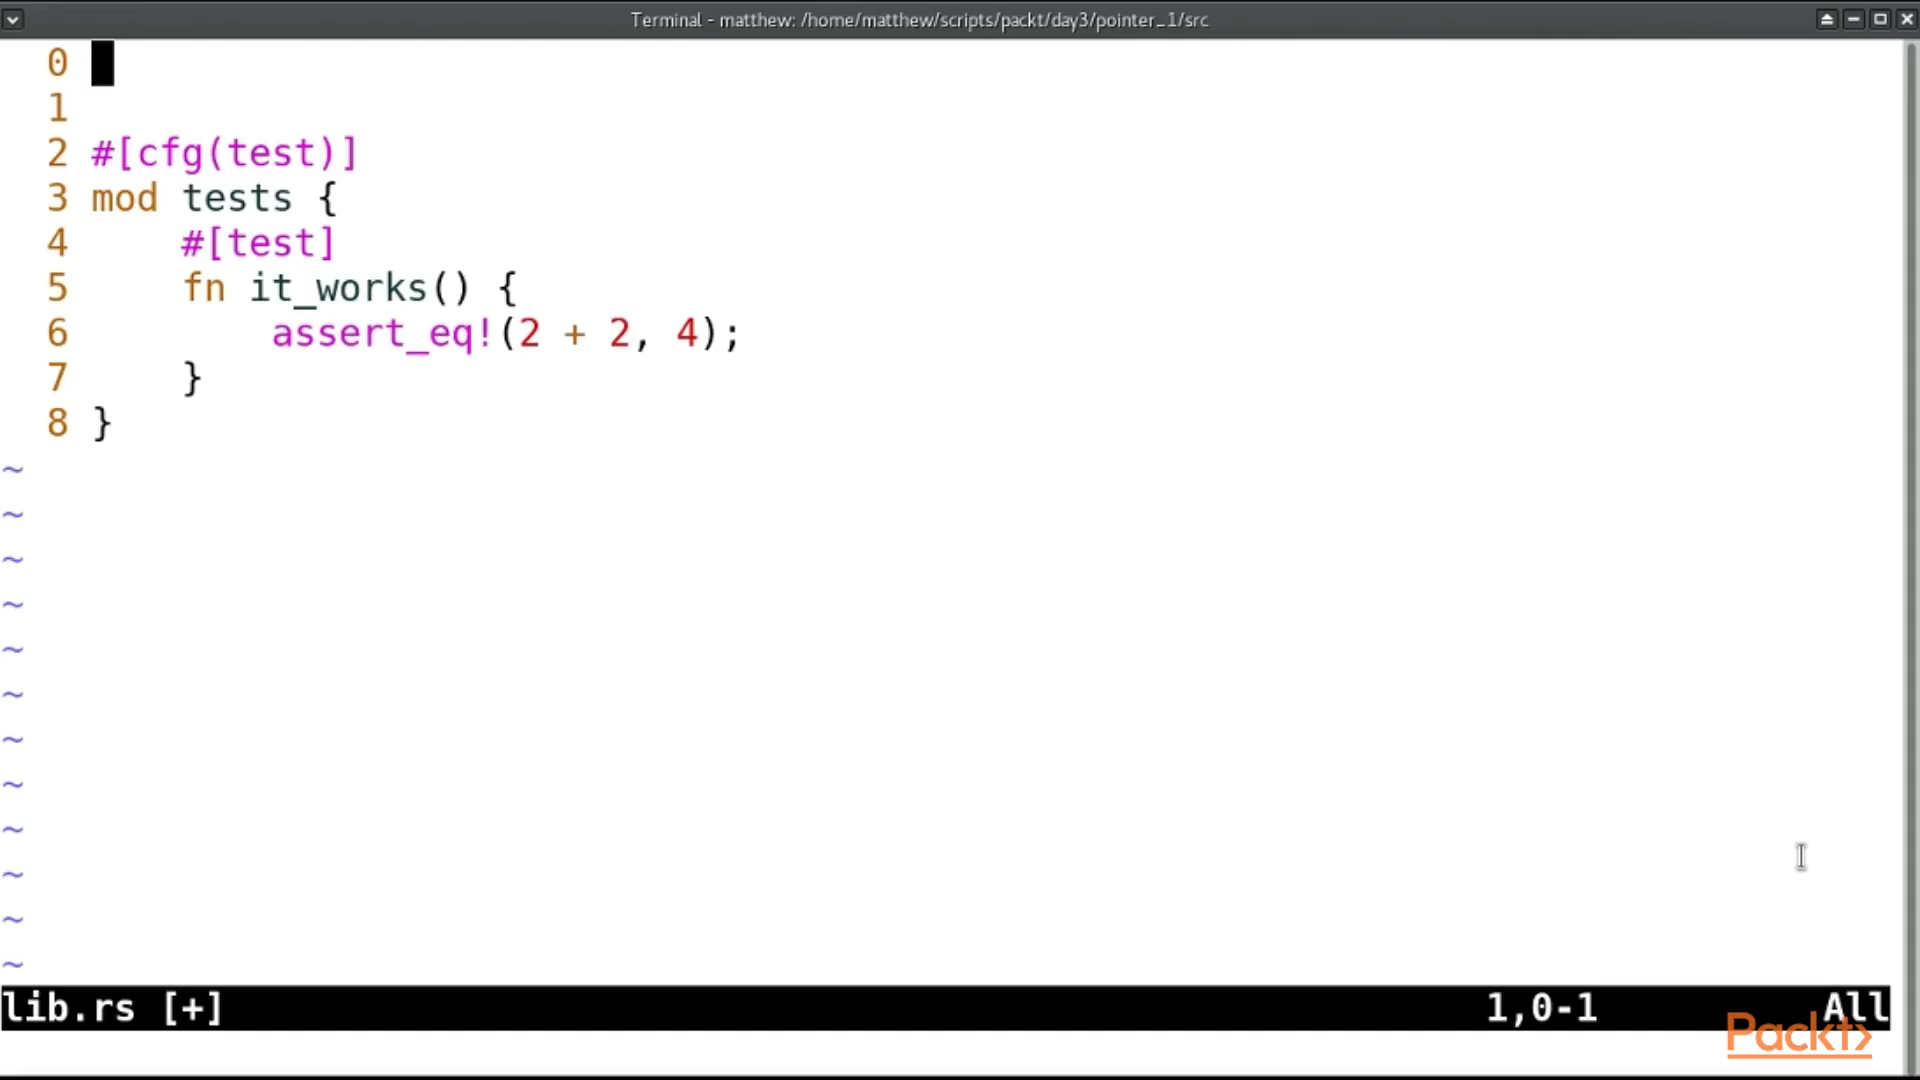 Terminal - matthew: /home/matthew/scripts/packt/day3/pointer_1/src
0
1
2 #[cfg(test)]
3 mod tests {
4     #[test]
5     fn it_works() {
6         assert_eq!(2 + 2, 4);
7     }
8 }
~
~
~
~
~
~
~
~
~
~
~
~
lib.rs [+] 1,0-1 All
Packt>